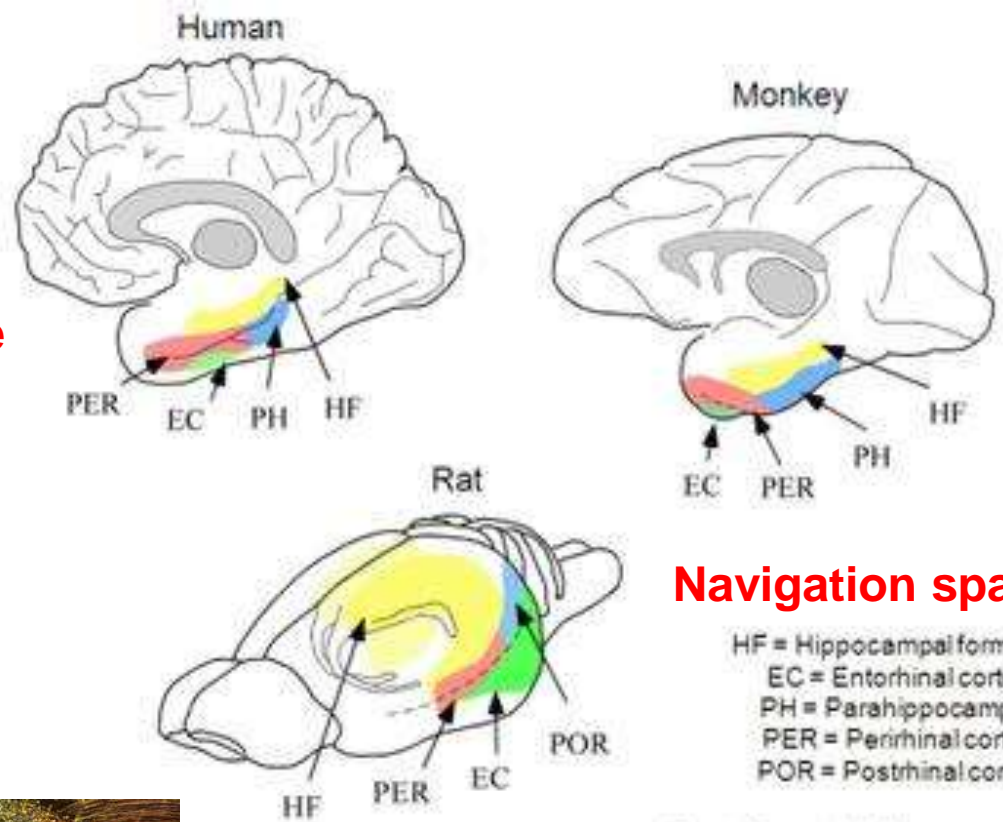 Human
Monkey
e
PER
EC
PH
HF
HF
PH
EC
PER
Rat
Navigation spa
HF = Hippocampal form
EC = Entorhinal cort
PH = Parahippocamp
PER = Perirhinal cort
POR = Postrhinal cor
POR
EC
PER
HF